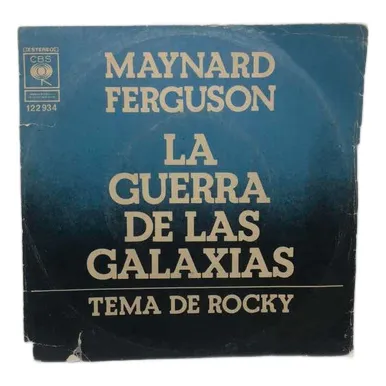 STEREO
CBS
122934
MAYNARD
FERGUSON
LA
GUERRA
DE LAS
GALAXIAS
TEMA DE ROCKY